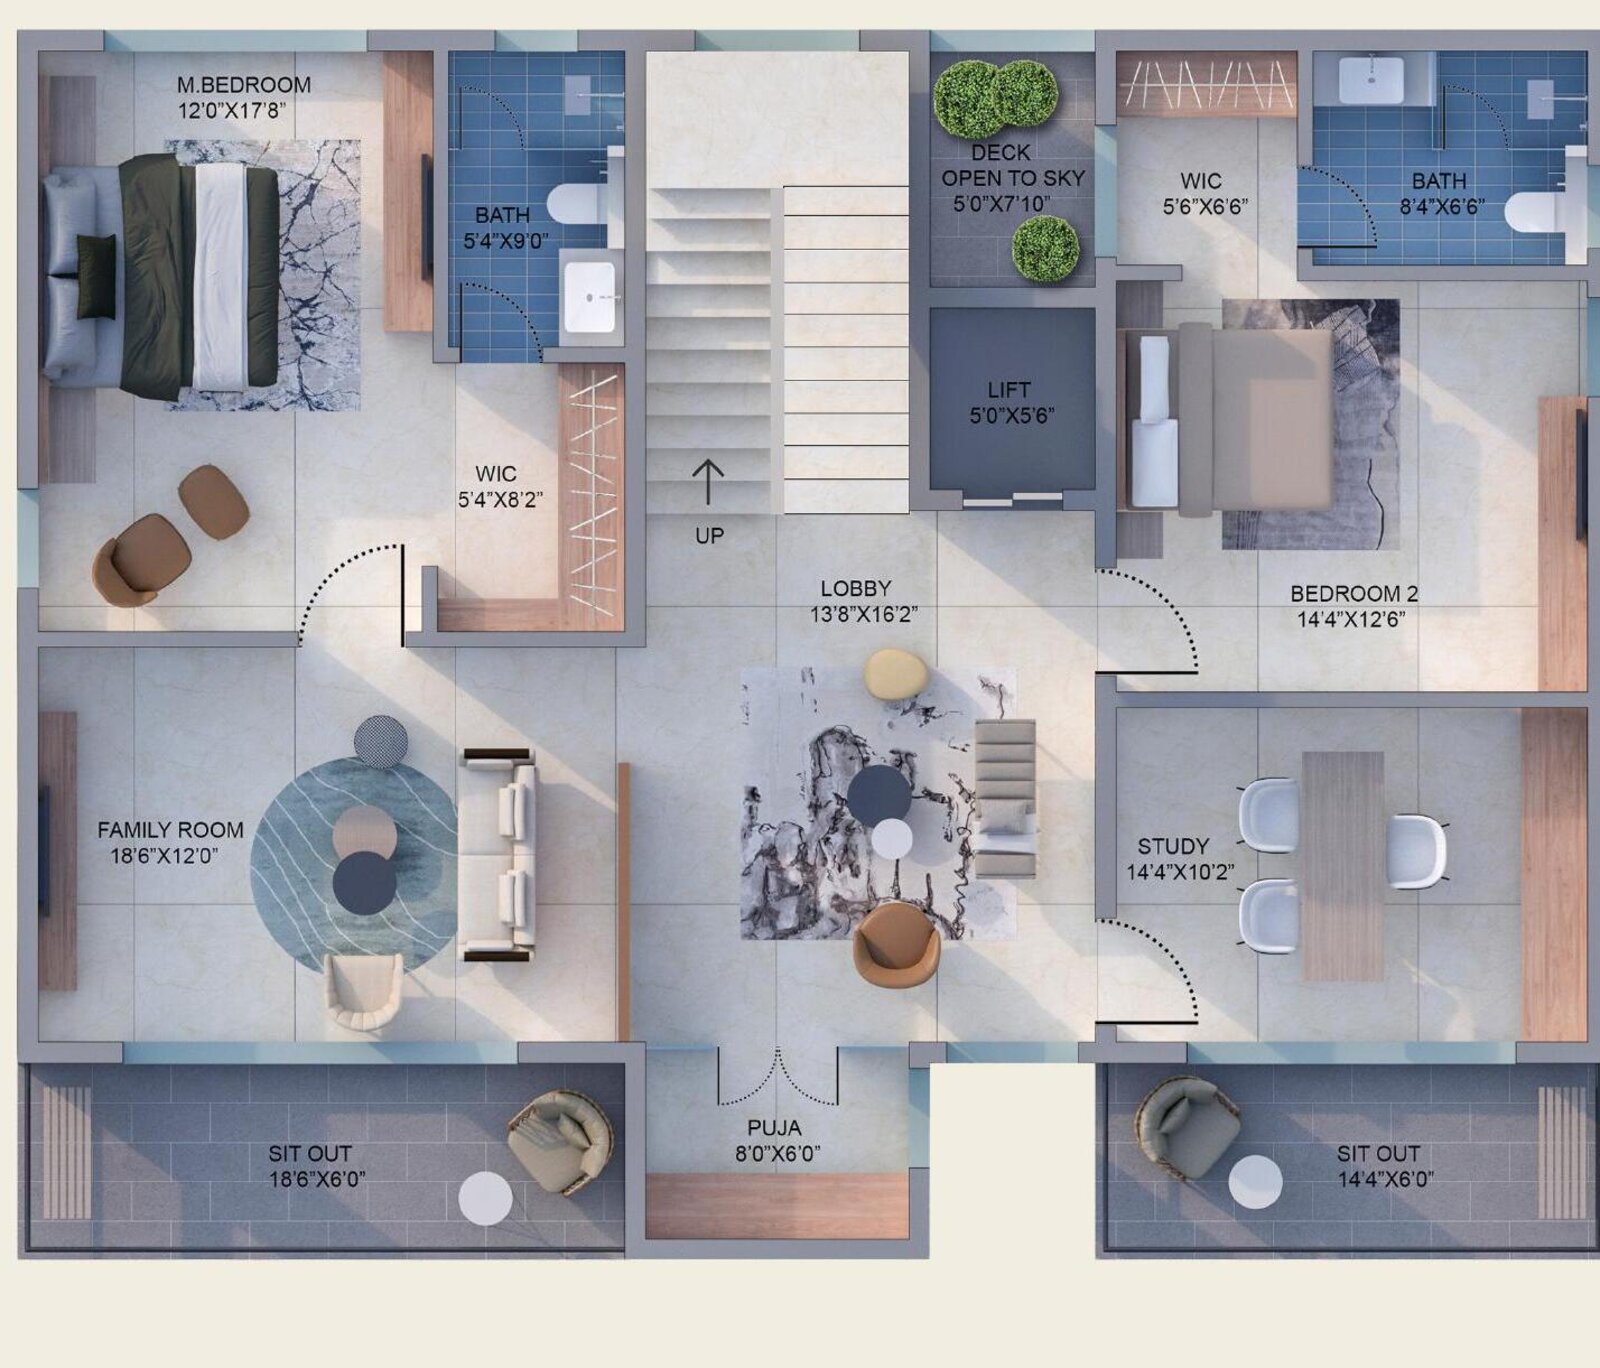 M.BEDROOM
12'0"X17'8"
BATH
5'4"X9'0"
DECK
OPEN TO SKY
5'0"X7'10"
WIC
5'6"X6'6"
BATH
8'4"X6'6"
LIFT
5'0"X5'6"
WIC
5'4"X8'2"
UP
LOBBY
13'8"X16'2"
BEDROOM 2
14'4"X12'6"
FAMILY ROOM
18'6"X12'0"
STUDY
14'4"X10'2"
SIT OUT
18'6"X6'0"
PUJA
8'0"X6'0"
SIT OUT
14'4"X6'0"